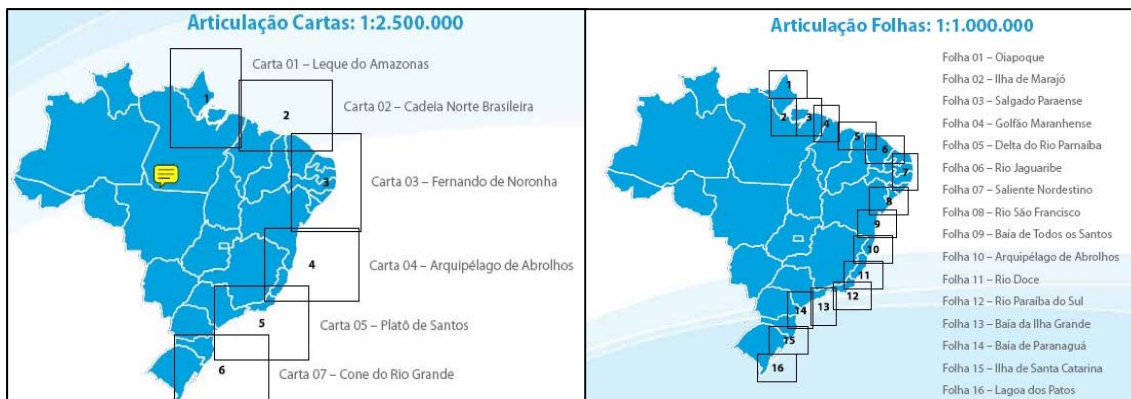 Articulação Cartas: 1:2.500.000
1
Carta 01 – Leque do Amazonas
2
Carta 02 – Cadeia Norte Brasileira
3
Carta 03 – Fernando de Noronha
4
Carta 04 – Arquipélago de Abrolhos
5
Carta 05 – Platô de Santos
6
Carta 07 – Cone do Rio Grande
Articulação Folhas: 1:1.000.000
1
2
3
4
5
6
7
8
9
10
11
12
13
14
15
16
Folha 01 – Oiapoque
Folha 02 – Ilha de Marajó
Folha 03 – Salgado Paraense
Folha 04 – Golfão Maranhense
Folha 05 – Delta do Rio Parnaíba
Folha 06 – Rio Jaguaribe
Folha 07 – Saliente Nordestino
Folha 08 – Rio São Francisco
Folha 09 – Baía de Todos os Santos
Folha 10 – Arquipélago de Abrolhos
Folha 11 – Rio Doce
Folha 12 – Rio Paraíba do Sul
Folha 13 – Baía da Ilha Grande
Folha 14 – Baía de Paranaguá
Folha 15 – Ilha de Santa Catarina
Folha 16 – Lagoa dos Patos